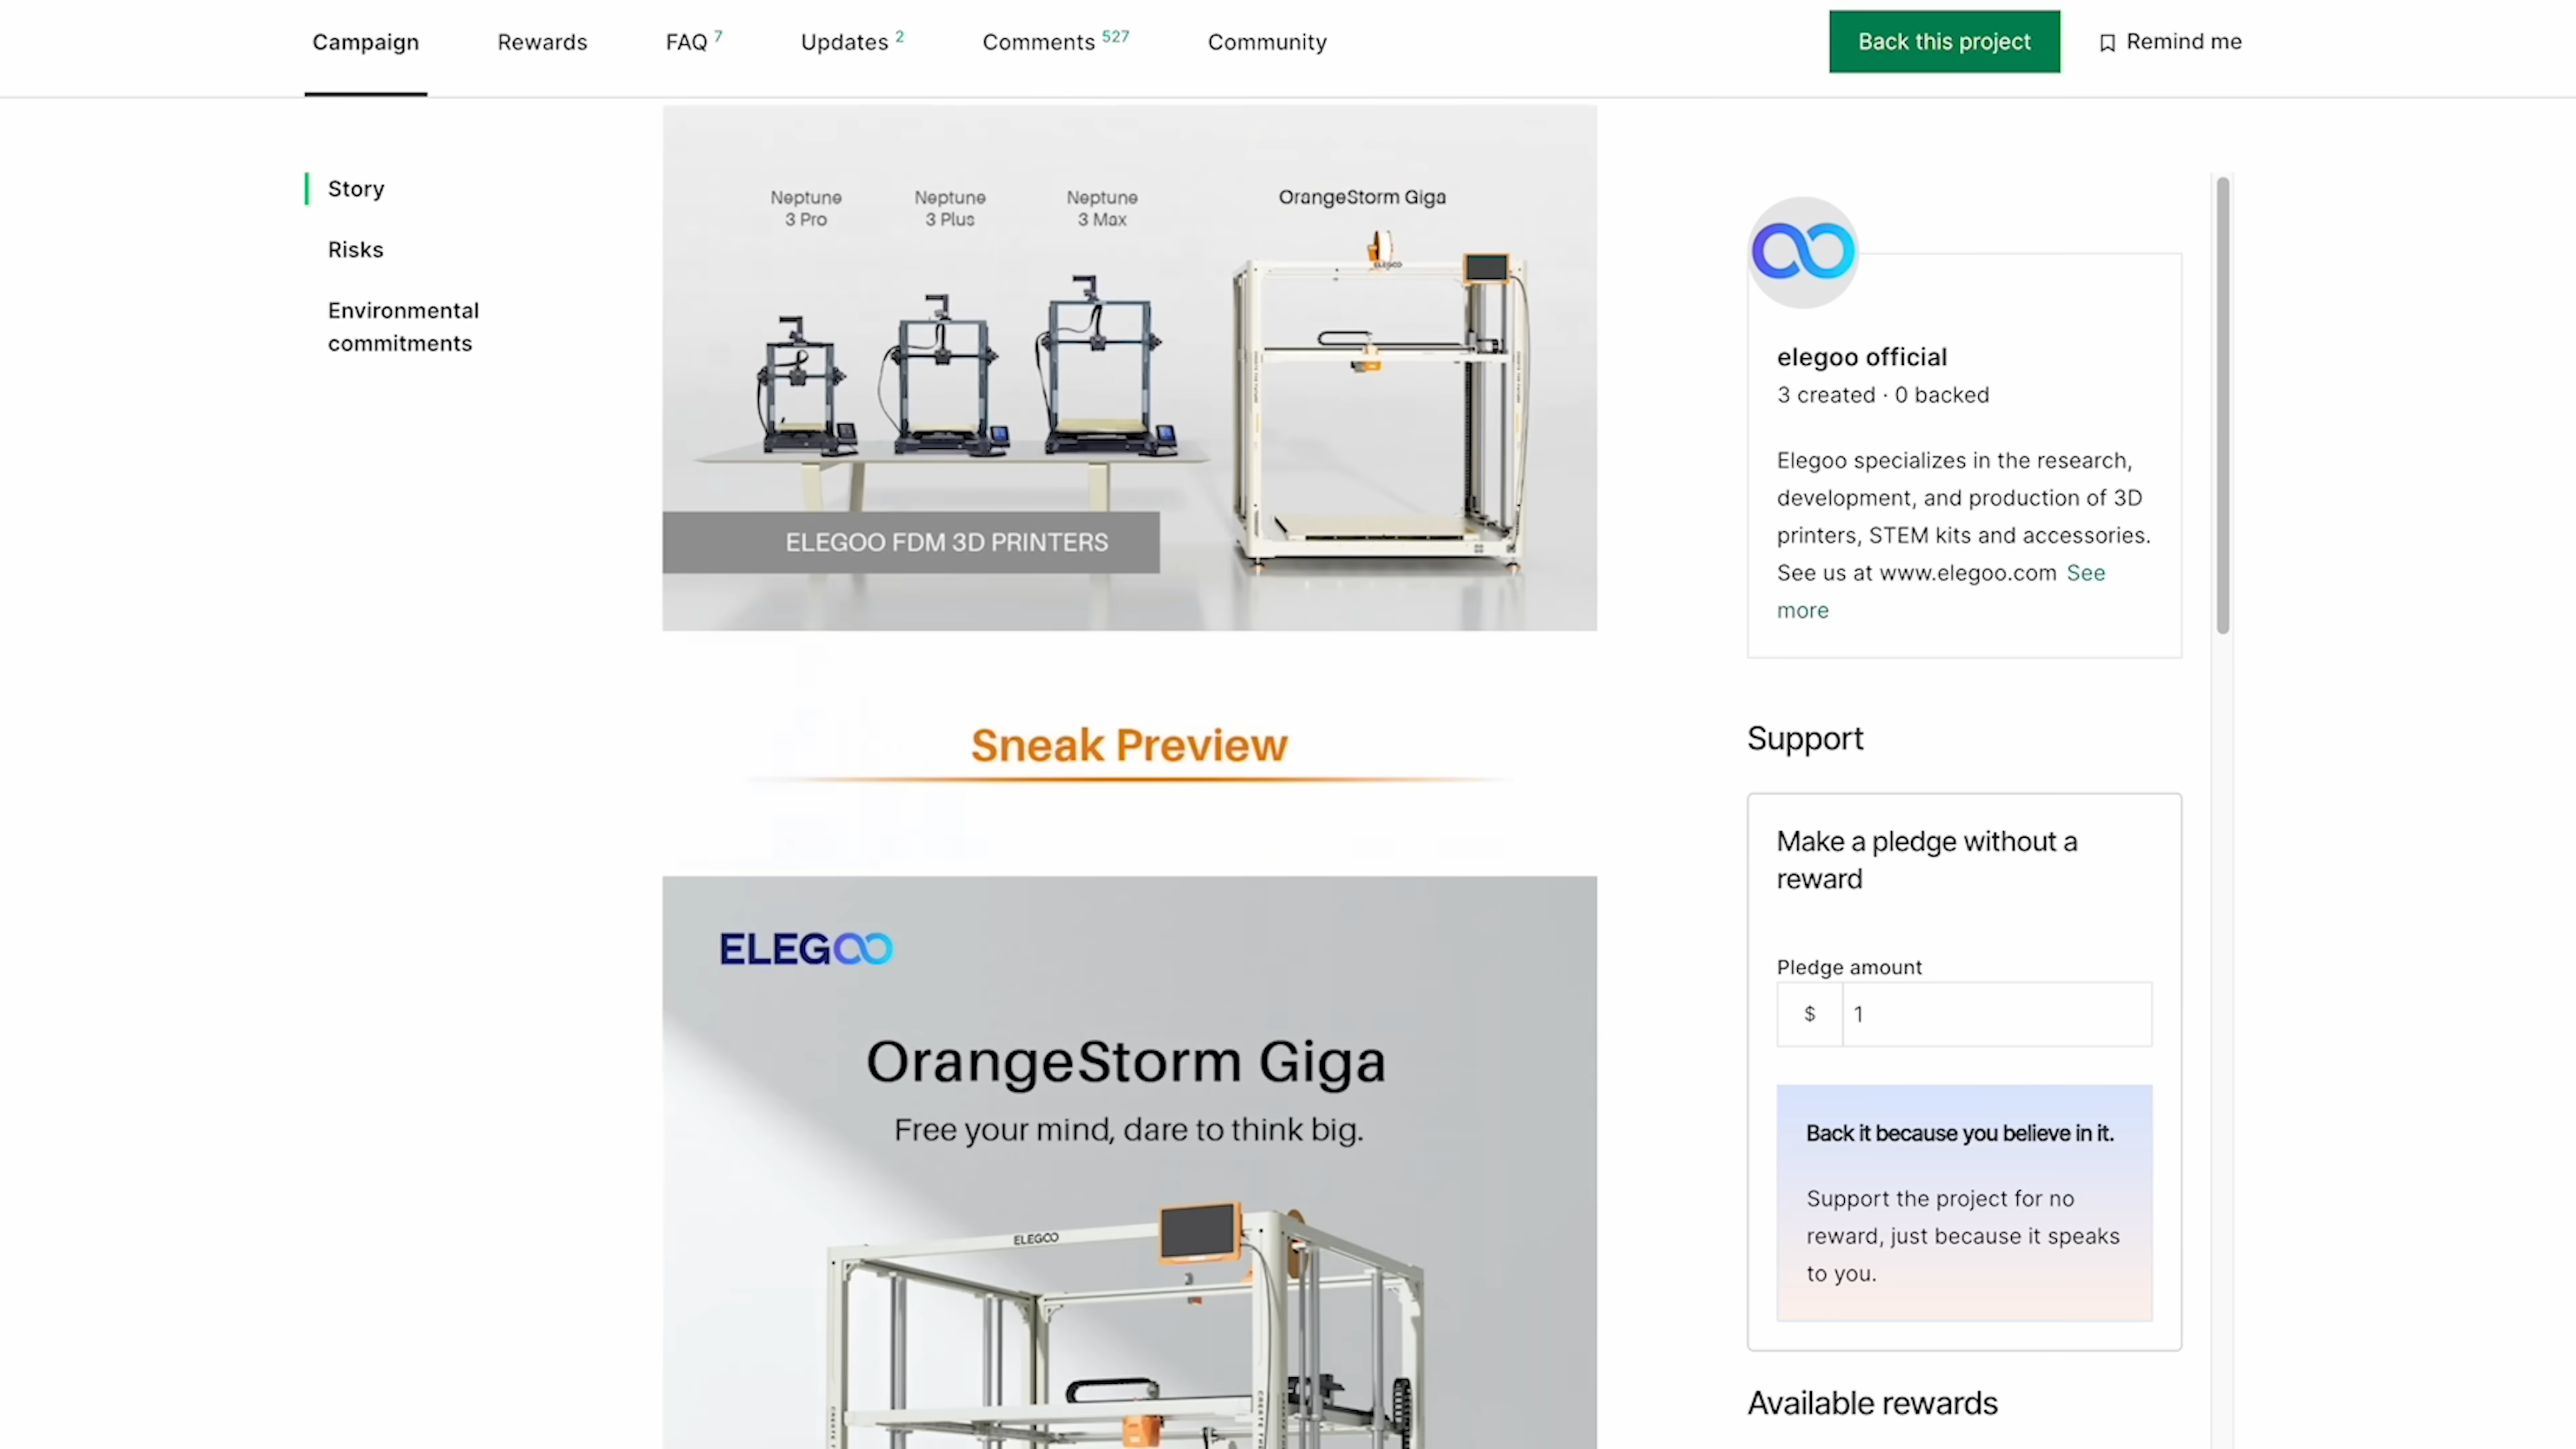 Campaign
Rewards
FAQ 7
Updates 2
Comments 527
Community
Back this project
Remind me
Story
Risks
Environmental
commitments
Neptune
3 Pro
Neptune
3 Plus
Neptune
3 Max
OrangeStorm Giga
ELEGOO
ELEGOO FDM 3D PRINTERS
Sneak Preview
ELEGOO
OrangeStorm Giga
Free your mind, dare to think big.
ELEGOO
elegoo official
3 created · 0 backed
Elegoo specializes in the research,
development, and production of 3D
printers, STEM kits and accessories.
See us at www.elegoo.com See
more
Support
Make a pledge without a
reward
Pledge amount
$ 1
Back it because you believe in it.
Support the project for no
reward, just because it speaks
to you.
Available rewards